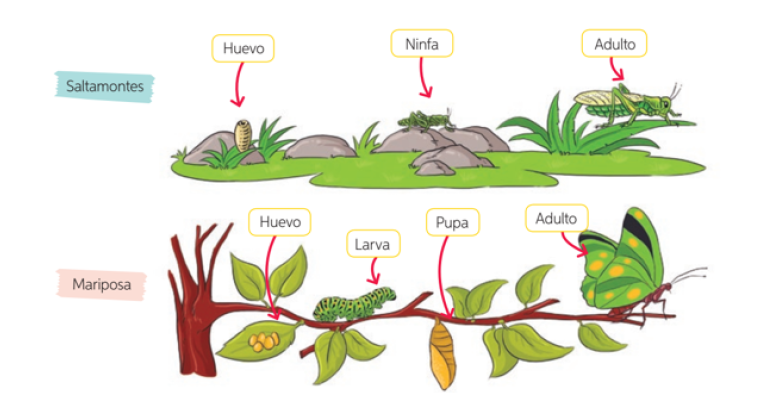 Huevo
Ninfa
Adulto
Saltamontes
Huevo
Larva
Pupa
Adulto
Mariposa